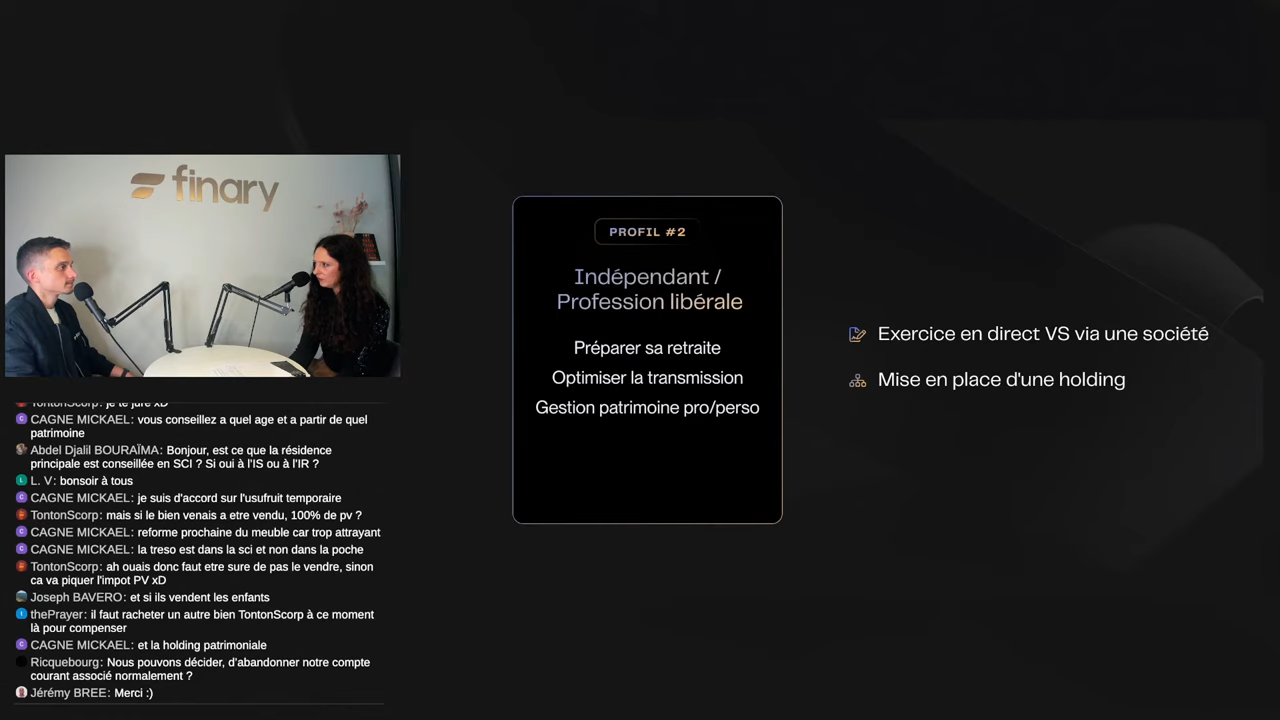 finary
PROFIL #2
Indépendant /
Profession libérale
Préparer sa retraite
Optimiser la transmission
Gestion patrimoine pro/perso
Exercice en direct VS via une société
Mise en place d'une holding
TontonScorp: je te jure xD
CAGNE MICKAEL: vous conseillez a quel age et a partir de quel
patrimoine
Abdel Djalil BOURAÏMA: Bonjour, est ce que la résidence
principale est conseillée en SCI ? Si oui à l'IS ou à l'IR ?
L. V: bonsoir à tous
CAGNE MICKAEL: je suis d'accord sur l'usufruit temporaire
TontonScorp: mais si le bien venais a etre vendu, 100% de pv ?
CAGNE MICKAEL: reforme prochaine du meuble car trop attrayant
CAGNE MICKAEL: la treso est dans la sci et non dans la poche
TontonScorp: ah ouais donc faut etre sure de pas le vendre, sinon
ca va piquer l'impot PV xD
Joseph BAVERO: et si ils vendent les enfants
thePrayer: il faut racheter un autre bien TontonScorp à ce moment
là pour compenser
CAGNE MICKAEL: et la holding patrimoniale
Ricquebourg: Nous pouvons décider, d'abandonner notre compte
courant associé normalement ?
Jérémy BREE: Merci :)